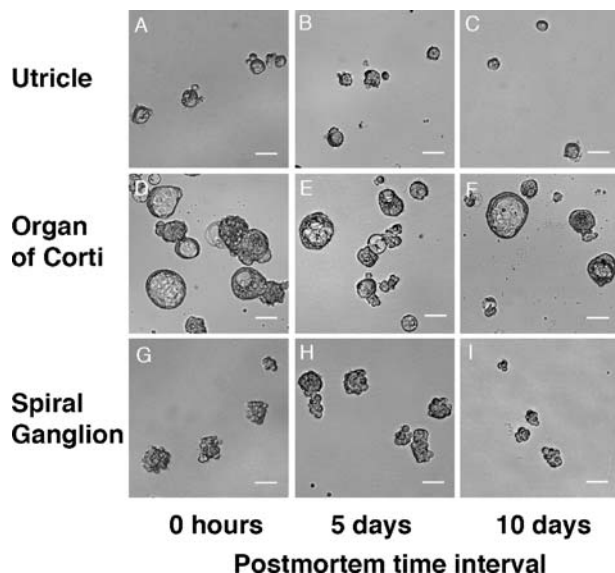 A B C
Utricle
D E F
Organ
of Corti
G H I
Spiral
Ganglion
0 hours 5 days 10 days
Postmortem time interval